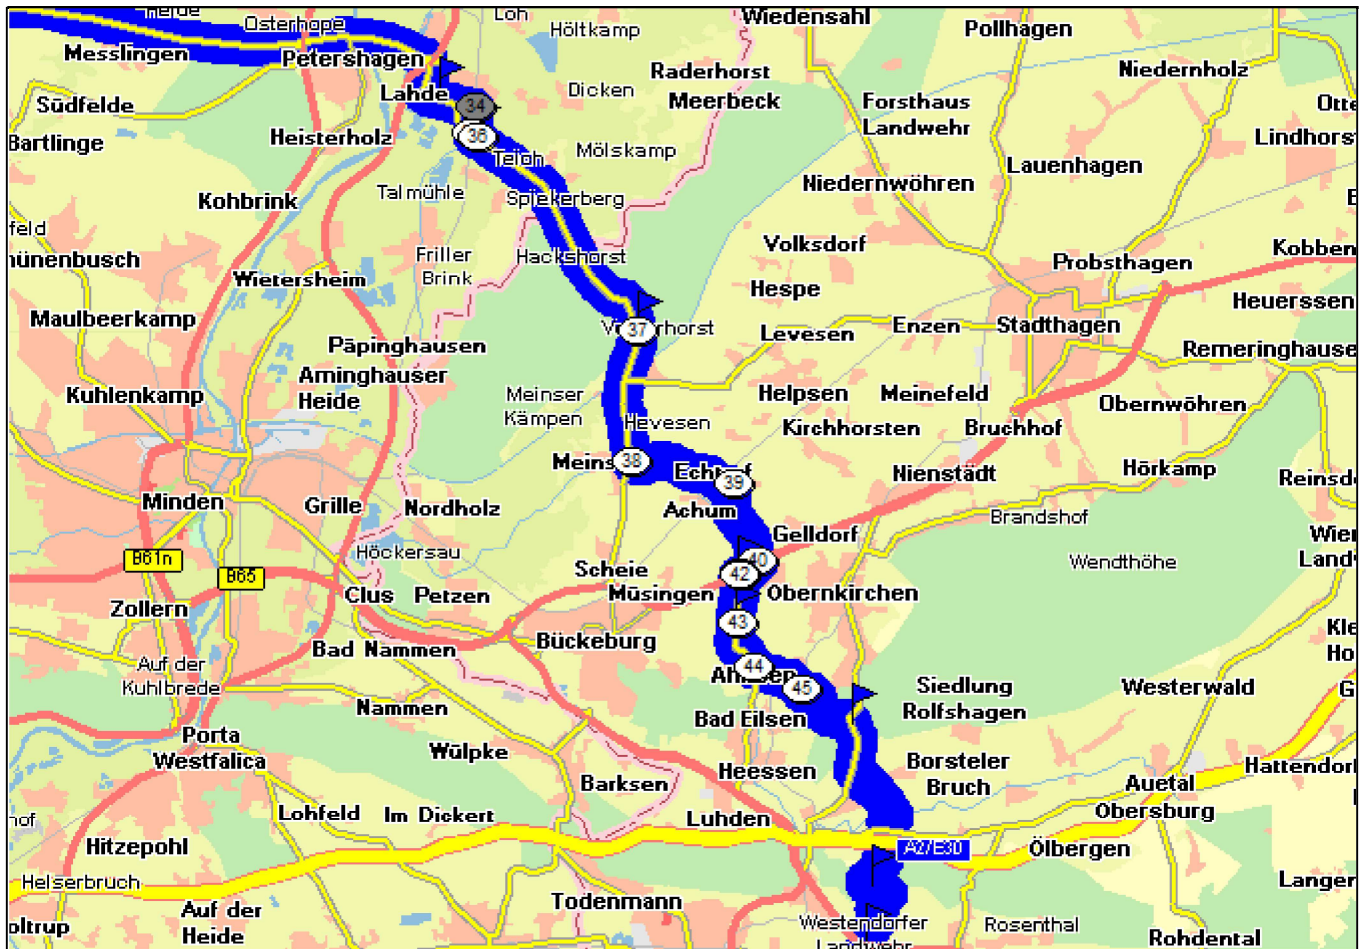 Osterhope
Loh
Höltkamp
Wiedensahl
Pollhagen
Messlingen
Petershagen
Raderhorst
Niedernholz
Lahde
Dicken
Meerbeck
Südfelde
34
Forsthaus
Landwehr
Bartlinge
Heisterholz
36
Mölskamp
Lauenhagen
Talmühle
Spiekerberg
Niedernwöhren
Kohbrink
feld
Friller
Brink
Hackshorst
Volksdorf
Probsthagen
Kobben
Wietersheim
Hespe
Heuerssen
Maulbeerkamp
37
Levesen
Enzen
Stadthagen
Päpinghausen
Remeringhause
Aminghauser
Heide
Kuhlenkamp
Meinser
Kämpen
Helpsen
Meinefeld
Obernwöhren
Hevesen
Kirchhorsten
Bruchhof
38
39
Nienstädt
Hörkamp
Minden
Grille
Nordholz
Achum
Brandshof
Höckersau
Gelldorf
Wendthöhe
B61n
B65
Scheie
40
42
Zollern
Clus
Petzen
Müsingen
Obernkirchen
43
Bad Nammen
Bückeburg
Auf der
Kuhlbrede
44
45
Siedlung
Rolfshagen
Westerwald
Nammen
Bad Eilsen
Porta
Westfalica
Wülpke
Barksen
Heessen
Borsteler
Bruch
Hattendorf
Auetal
Lohfeld
Im Dickert
Luhden
Obersburg
Hitzepohl
A2/E30
Ölbergen
Helserbruch
Langer
Auf der
Heide
Todenmann
Westendorfer
Landwehr
Rosenthal
Rohdental